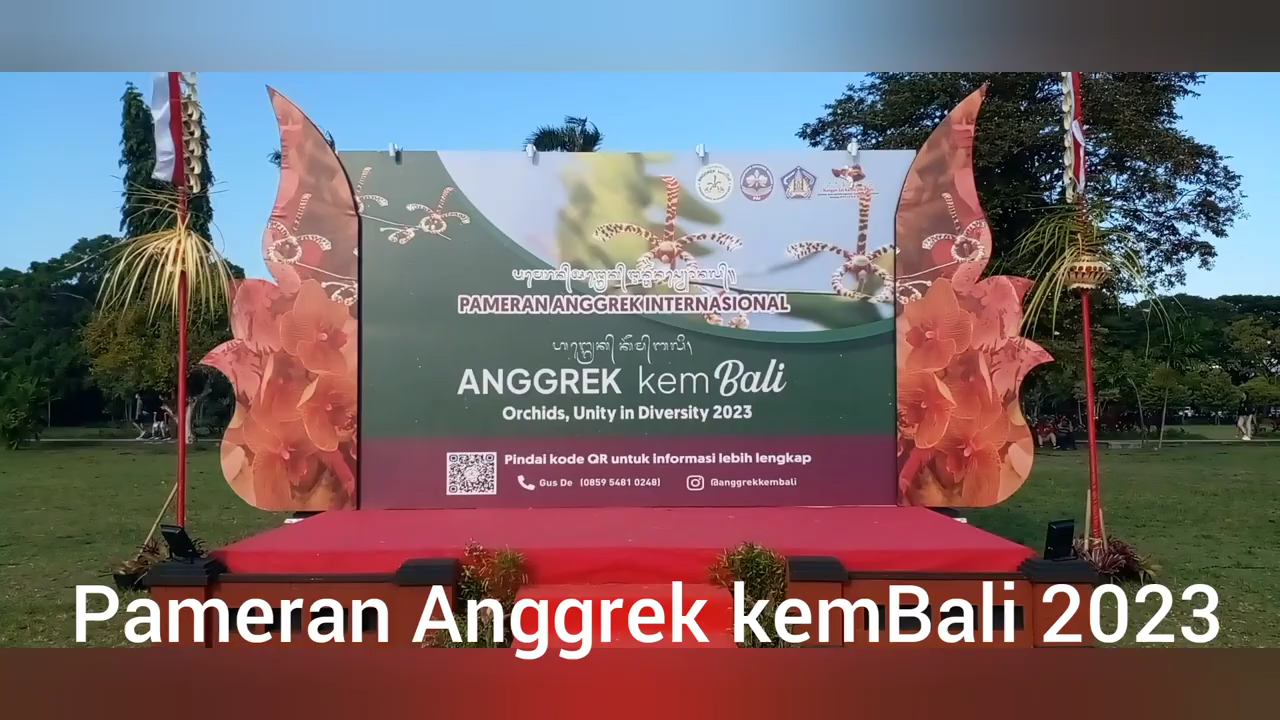 PAMERAN ANGGREK INTERNASIONAL
ANGGREK kemBali
Orchids, Unity in Diversity 2023
Pindai kode QR untuk informasi lebih lengkap
Gus De (0859 5481 0248)
@anggrekkembali
Pameran Anggrek kemBali 2023